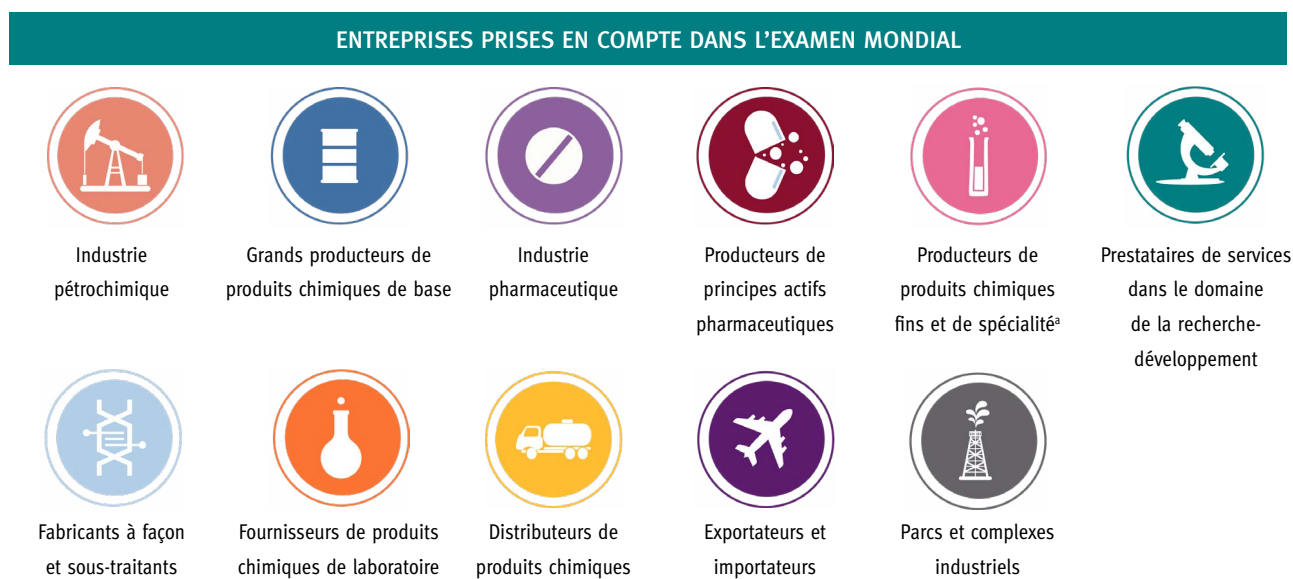 ENTREPRISES PRISES EN COMPTE DANS L’EXAMEN MONDIAL
Industrie
pétrochimique
Grands producteurs de
produits chimiques de base
Industrie
pharmaceutique
Producteurs de
principes actifs
pharmaceutiques
Producteurs de
produits chimiques
fins et de spécialitéᵃ
Prestataires de services
dans le domaine
de la recherche-
développement
Fabricants à façon
et sous-traitants
Fournisseurs de produits
chimiques de laboratoire
Distributeurs de
produits chimiques
Exportateurs et
importateurs
Parcs et complexes
industriels